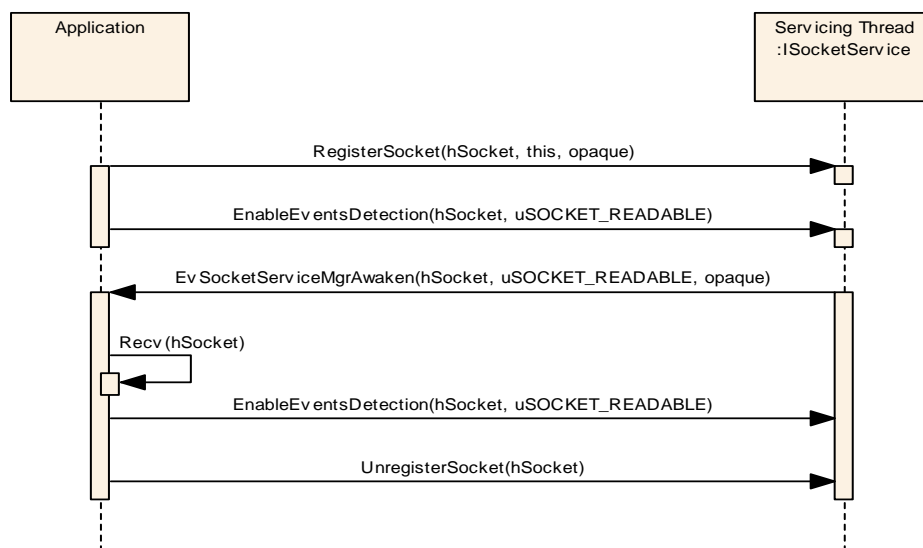 Application
Servicing Thread
:ISocketService
RegisterSocket(hSocket, this, opaque)
EnableEventsDetection(hSocket, uSOCKET_READABLE)
EvSocketServiceMgrAwaken(hSocket, uSOCKET_READABLE, opaque)
Recv(hSocket)
EnableEventsDetection(hSocket, uSOCKET_READABLE)
UnregisterSocket(hSocket)